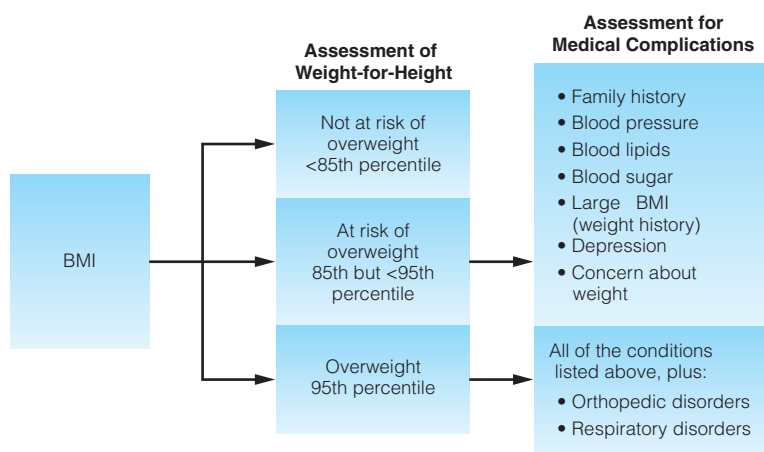 Assessment of
Weight-for-Height
Assessment for
Medical Complications
BMI
Not at risk of
overweight
<85th percentile
At risk of
overweight
85th but <95th
percentile
Overweight
95th percentile
• Family history
• Blood pressure
• Blood lipids
• Blood sugar
• Large BMI
(weight history)
• Depression
• Concern about
weight
All of the conditions
listed above, plus:
• Orthopedic disorders
• Respiratory disorders